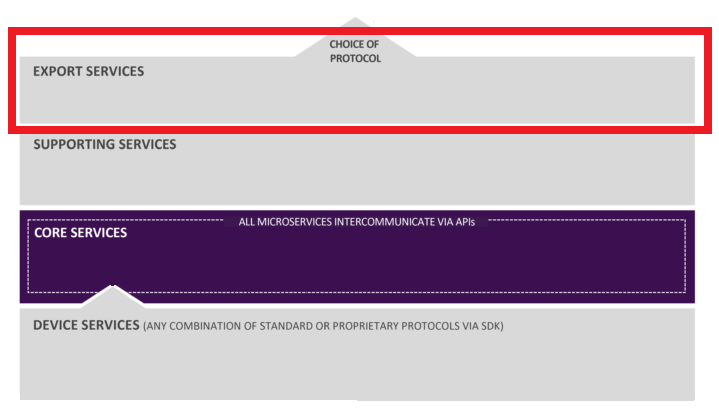 CHOICE OF
PROTOCOL
EXPORT SERVICES
SUPPORTING SERVICES
ALL MICROSERVICES INTERCOMMUNICATE VIA APIs
CORE SERVICES
DEVICE SERVICES (ANY COMBINATION OF STANDARD OR PROPRIETARY PROTOCOLS VIA SDK)